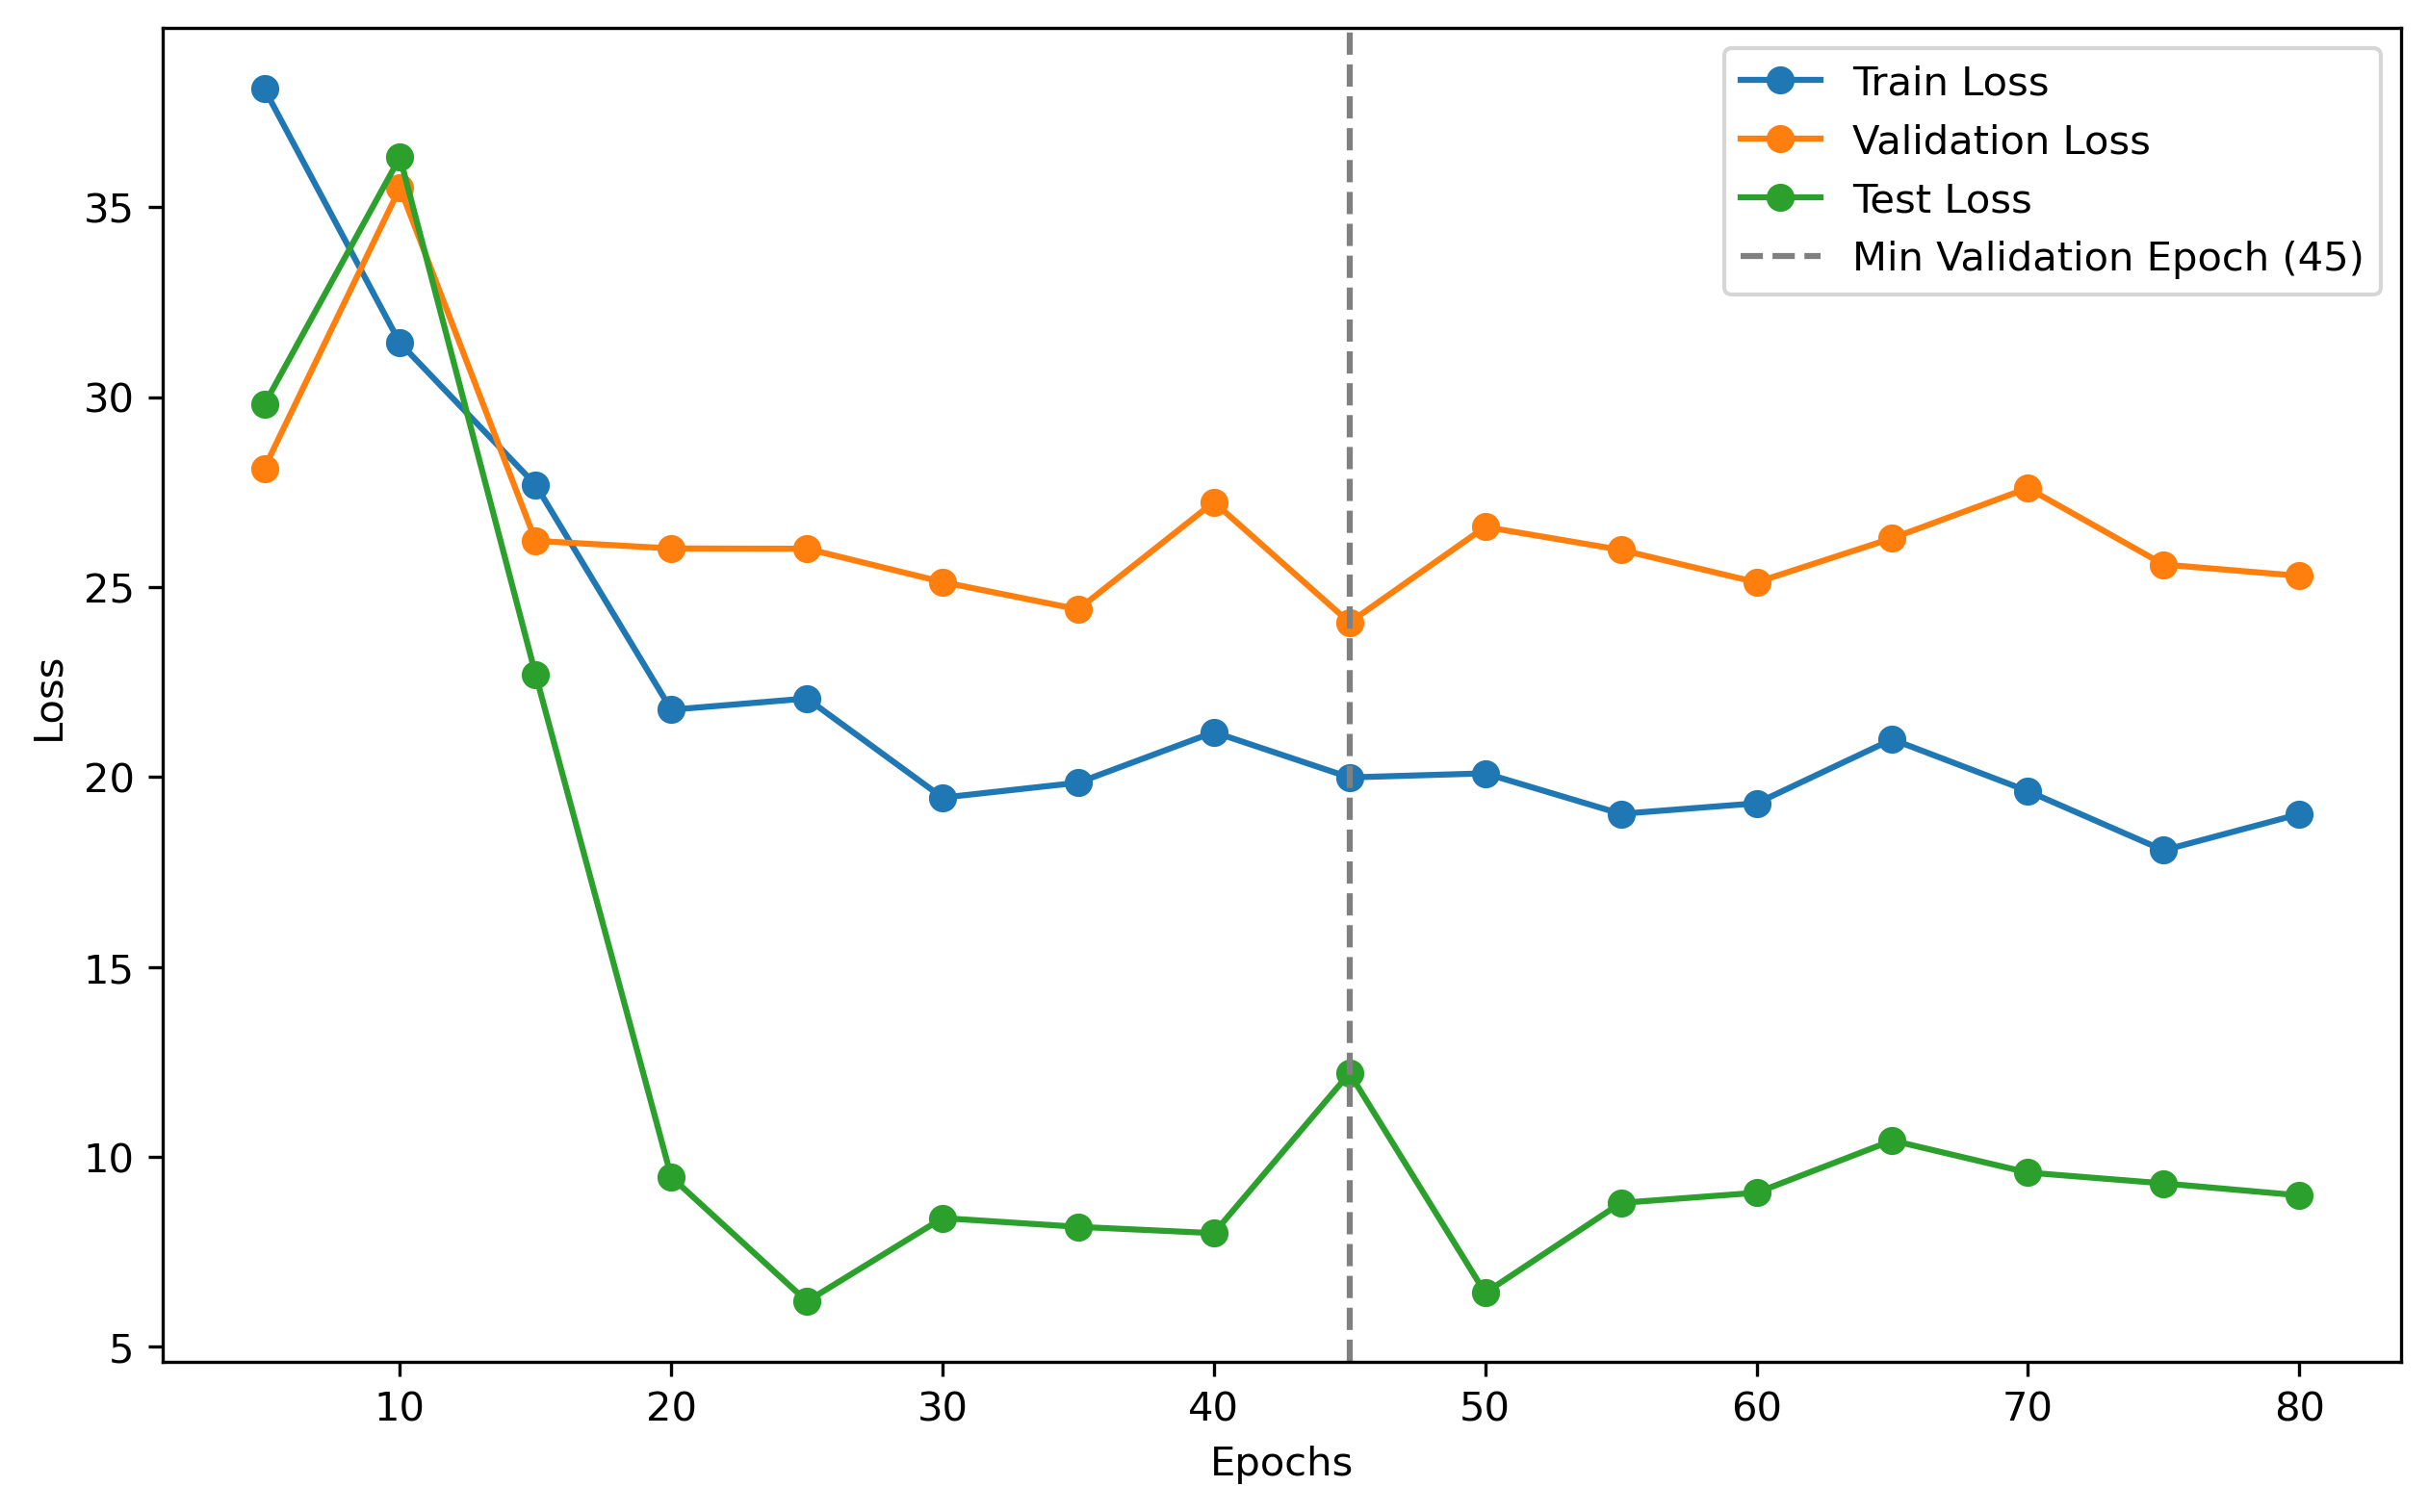 Train Loss
Validation Loss
Test Loss
Min Validation Epoch (45)
35
30
25
20
15
10
5
Loss
10 20 30 40 50 60 70 80
Epochs